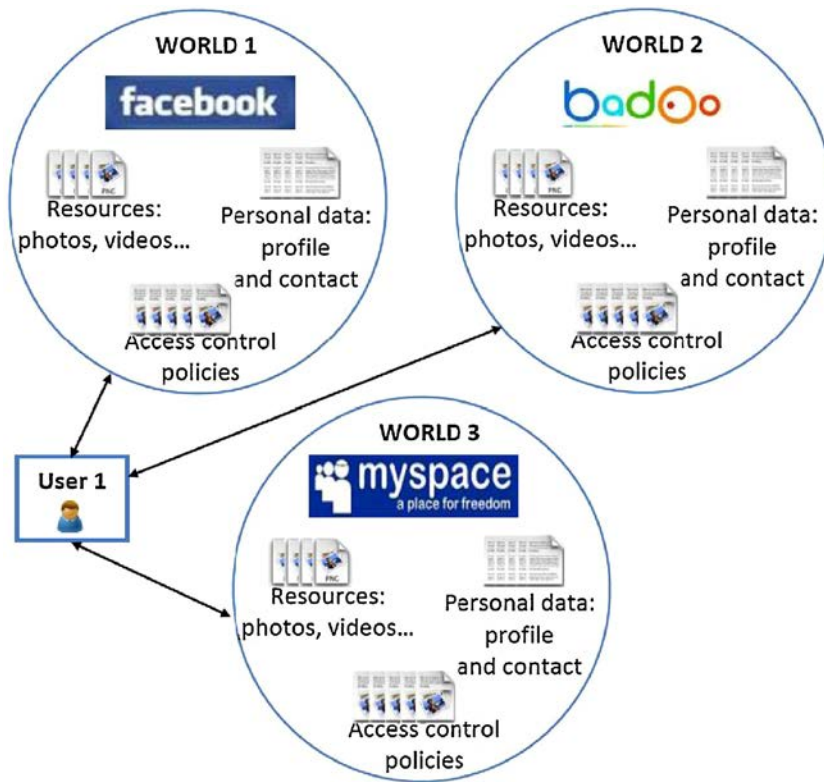 WORLD 1
facebook
Resources:
photos, videos...
Personal data:
profile
and contact
Access control
policies
WORLD 2
badoo
Resources:
photos, videos...
Personal data:
profile
and contact
Access control
policies
User 1
WORLD 3
myspace
a place for freedom
Resources:
photos, videos...
Personal data:
profile
and contact
Access control
policies